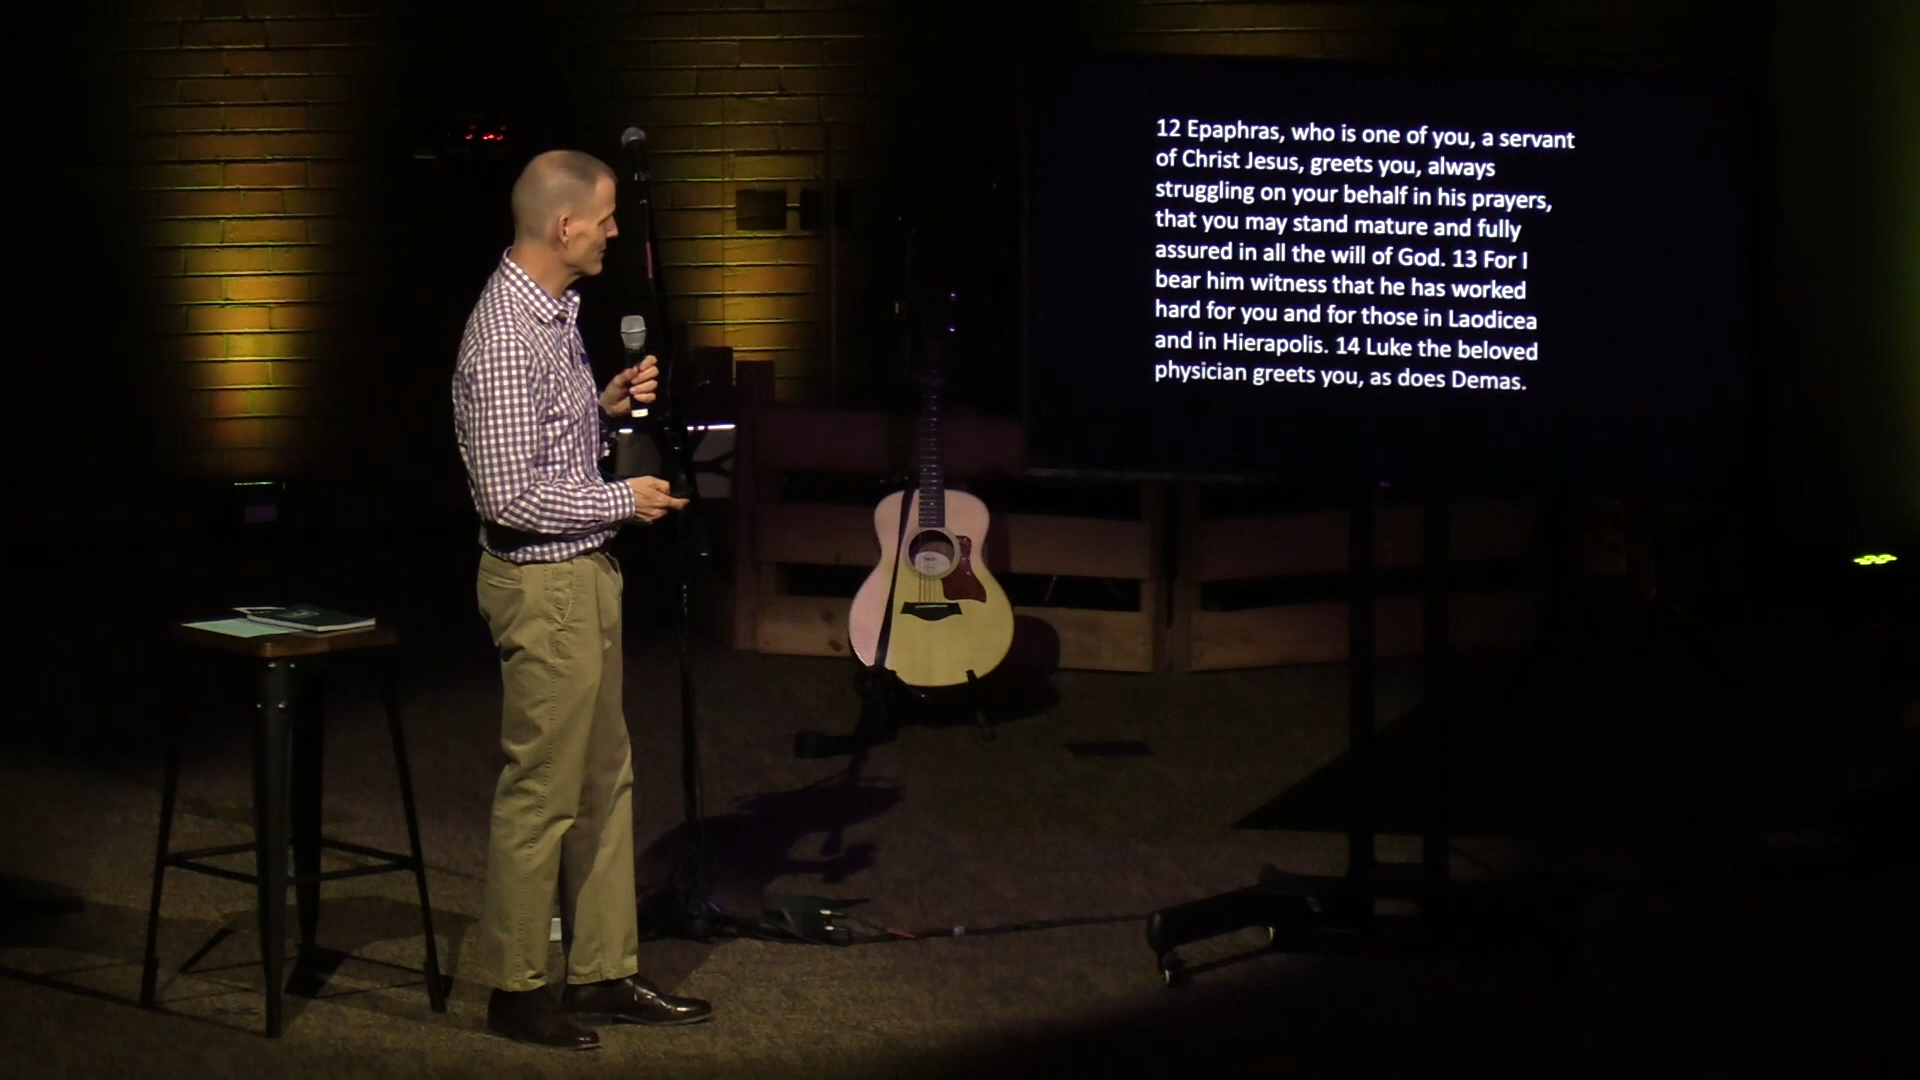 12 Epaphras, who is one of you, a servant
of Christ Jesus, greets you, always
struggling on your behalf in his prayers,
that you may stand mature and fully
assured in all the will of God. 13 For I
bear him witness that he has worked
hard for you and for those in Laodicea
and in Hierapolis. 14 Luke the beloved
physician greets you, as does Demas.